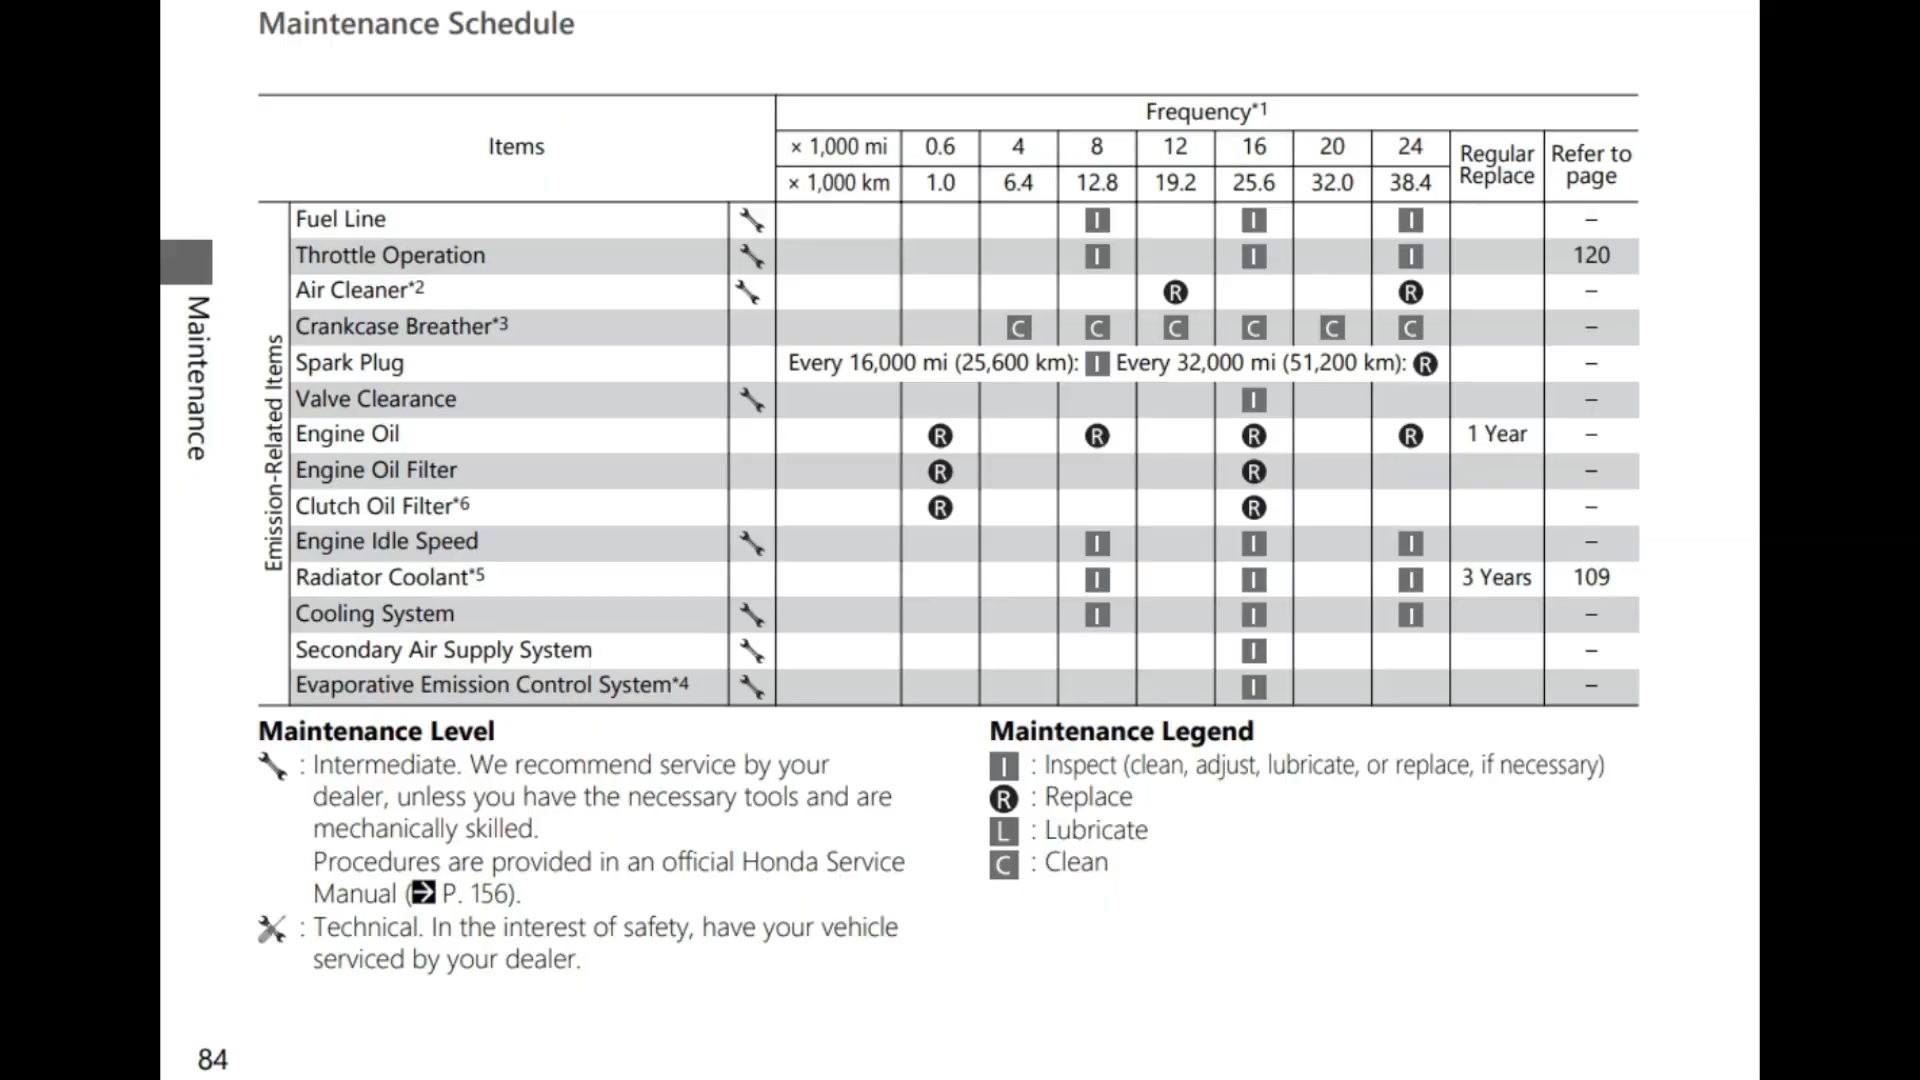 Maintenance Schedule
Items
Frequency*1
× 1,000 mi 0.6 4 8 12 16 20 24 Regular Replace Refer to page
× 1,000 km 1.0 6.4 12.8 19.2 25.6 32.0 38.4
Maintenance
Emission-Related Items
Fuel Line I I I –
Throttle Operation I I I 120
Air Cleaner*2 R R –
Crankcase Breather*3 C C C C C C –
Spark Plug Every 16,000 mi (25,600 km): I Every 32,000 mi (51,200 km): R –
Valve Clearance I –
Engine Oil R R R R 1 Year –
Engine Oil Filter R R –
Clutch Oil Filter*6 R R –
Engine Idle Speed I I I –
Radiator Coolant*5 I I I 3 Years 109
Cooling System I I I –
Secondary Air Supply System I –
Evaporative Emission Control System*4 I –
Maintenance Level
: Intermediate. We recommend service by your
dealer, unless you have the necessary tools and are
mechanically skilled.
Procedures are provided in an official Honda Service
Manual (➔ P. 156).
: Technical. In the interest of safety, have your vehicle
serviced by your dealer.
Maintenance Legend
I : Inspect (clean, adjust, lubricate, or replace, if necessary)
R : Replace
L : Lubricate
C : Clean
84